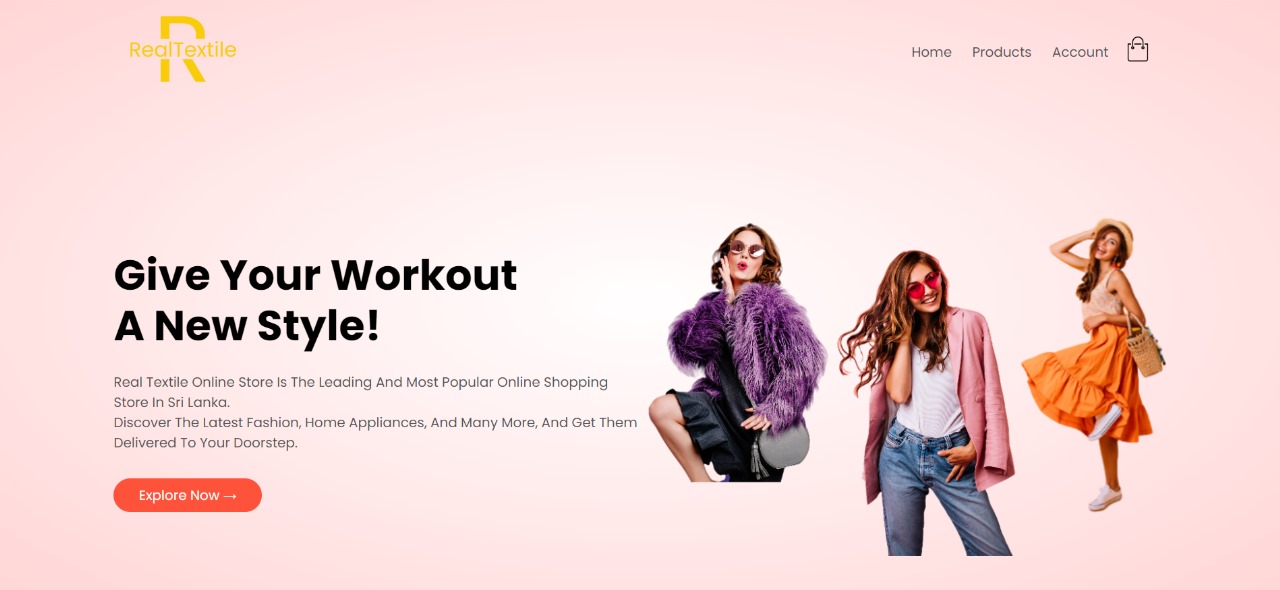 R
RealTextile
Home Products Account
Give Your Workout
A New Style!
Real Textile Online Store Is The Leading And Most Popular Online Shopping
Store In Sri Lanka.
Discover The Latest Fashion, Home Appliances, And Many More, And Get Them
Delivered To Your Doorstep.
Explore Now →